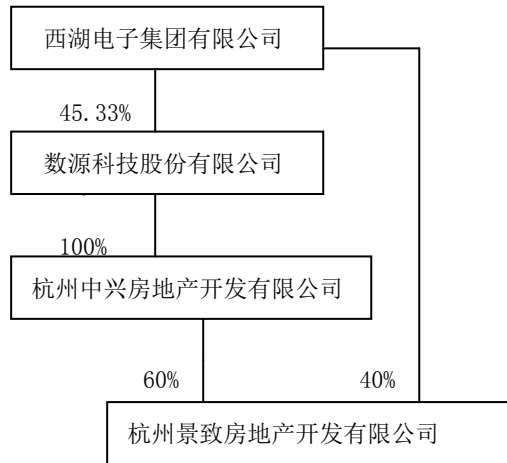 西湖电子集团有限公司
45.33%
数源科技股份有限公司
100%
杭州中兴房地产开发有限公司
60%
40%
杭州景致房地产开发有限公司